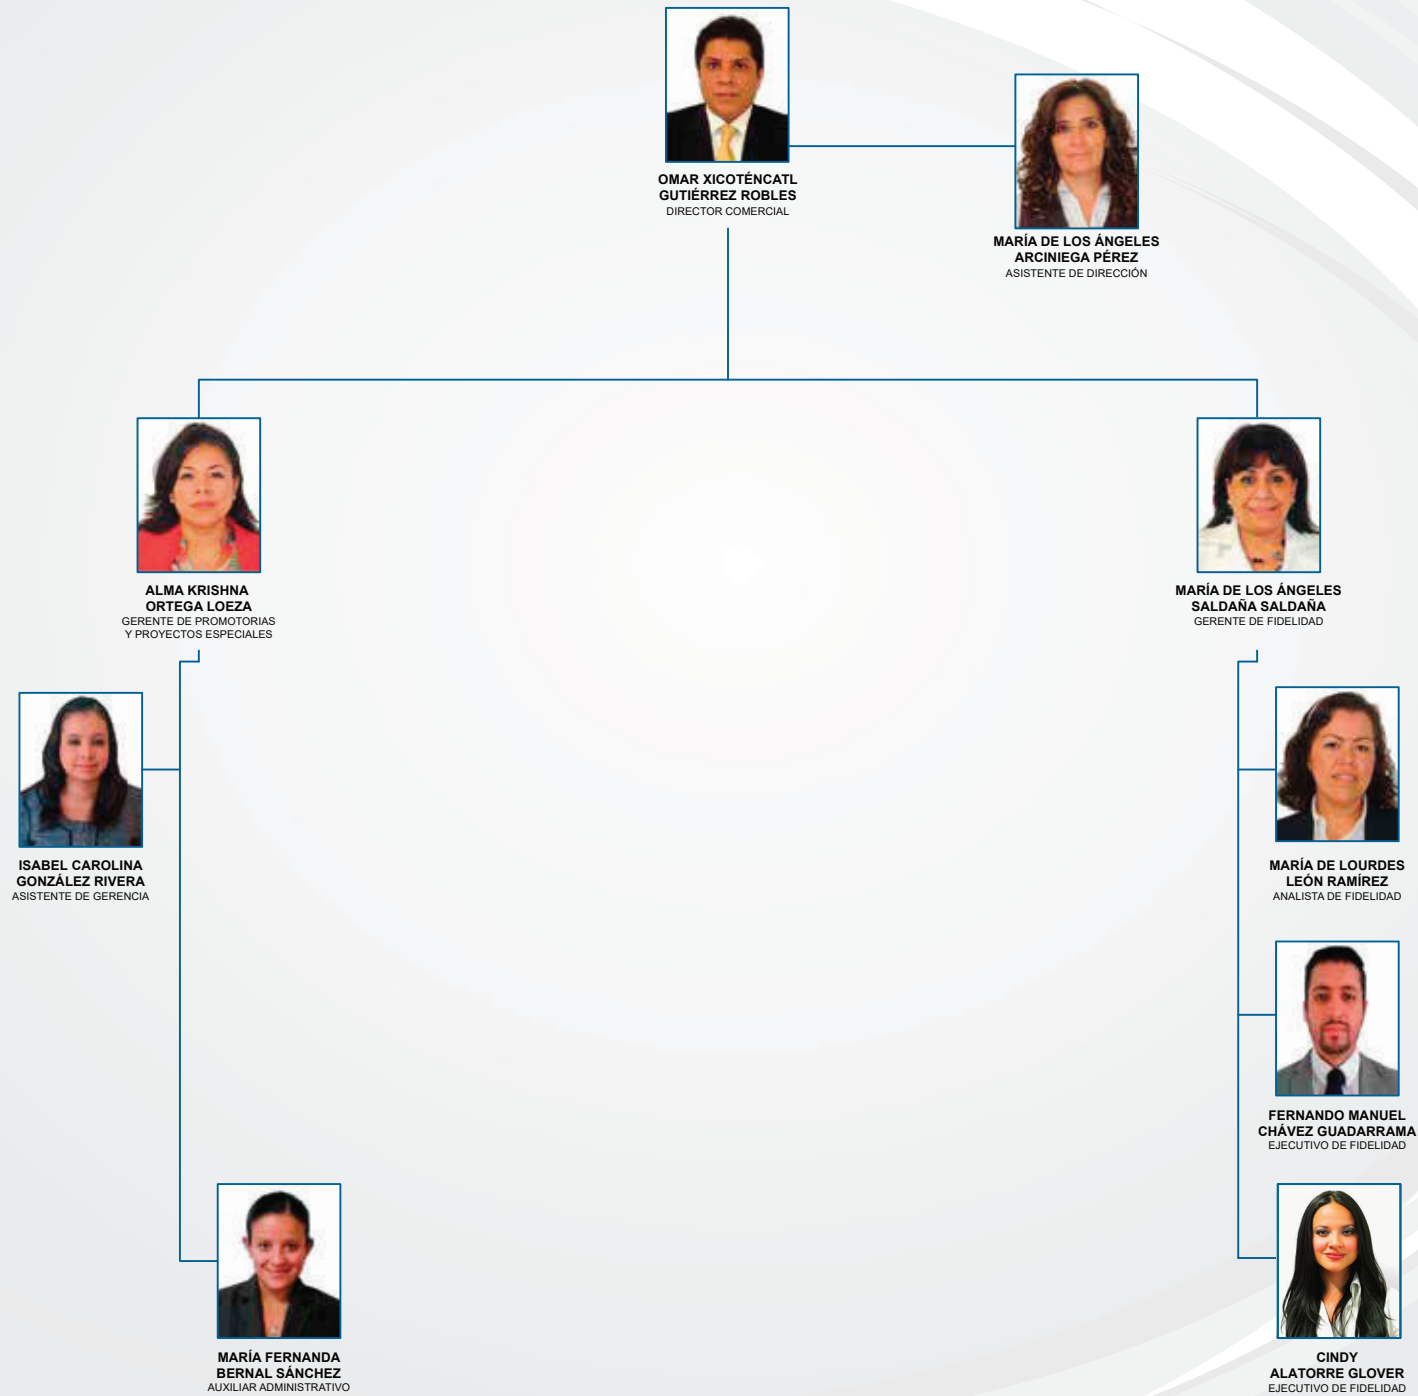 OMAR XICOTÉNCATL
GUTIÉRREZ ROBLES
DIRECTOR COMERCIAL
MARÍA DE LOS ÁNGELES
ARCINIEGA PÉREZ
ASISTENTE DE DIRECCIÓN
ALMA KRISHNA
ORTEGA LOEZA
GERENTE DE PROMOTORIAS
Y PROYECTOS ESPECIALES
MARÍA DE LOS ÁNGELES
SALDAÑA SALDAÑA
GERENTE DE FIDELIDAD
ISABEL CAROLINA
GONZÁLEZ RIVERA
ASISTENTE DE GERENCIA
MARÍA DE LOURDES
LEÓN RAMÍREZ
ANALISTA DE FIDELIDAD
FERNANDO MANUEL
CHÁVEZ GUADARRAMA
EJECUTIVO DE FIDELIDAD
MARÍA FERNANDA
BERNAL SÁNCHEZ
AUXILIAR ADMINISTRATIVO
CINDY
ALATORRE GLOVER
EJECUTIVO DE FIDELIDAD